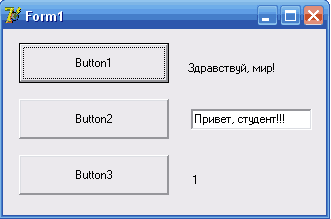 Form1
Button1
Здравствуй, мир!
Button2
Привет, студент!!!
Button3
1